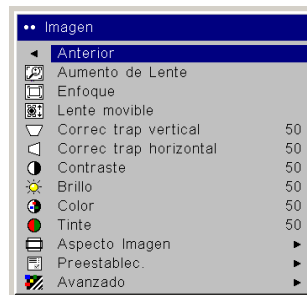 •• Imagen
◄ Anterior
Aumento de Lente
Enfoque
Lente movible
Correc trap vertical 50
Correc trap horizontal 50
Contraste 50
Brillo 50
Color 50
Tinte 50
Aspecto Imagen ►
Preestablec. ►
Avanzado ►